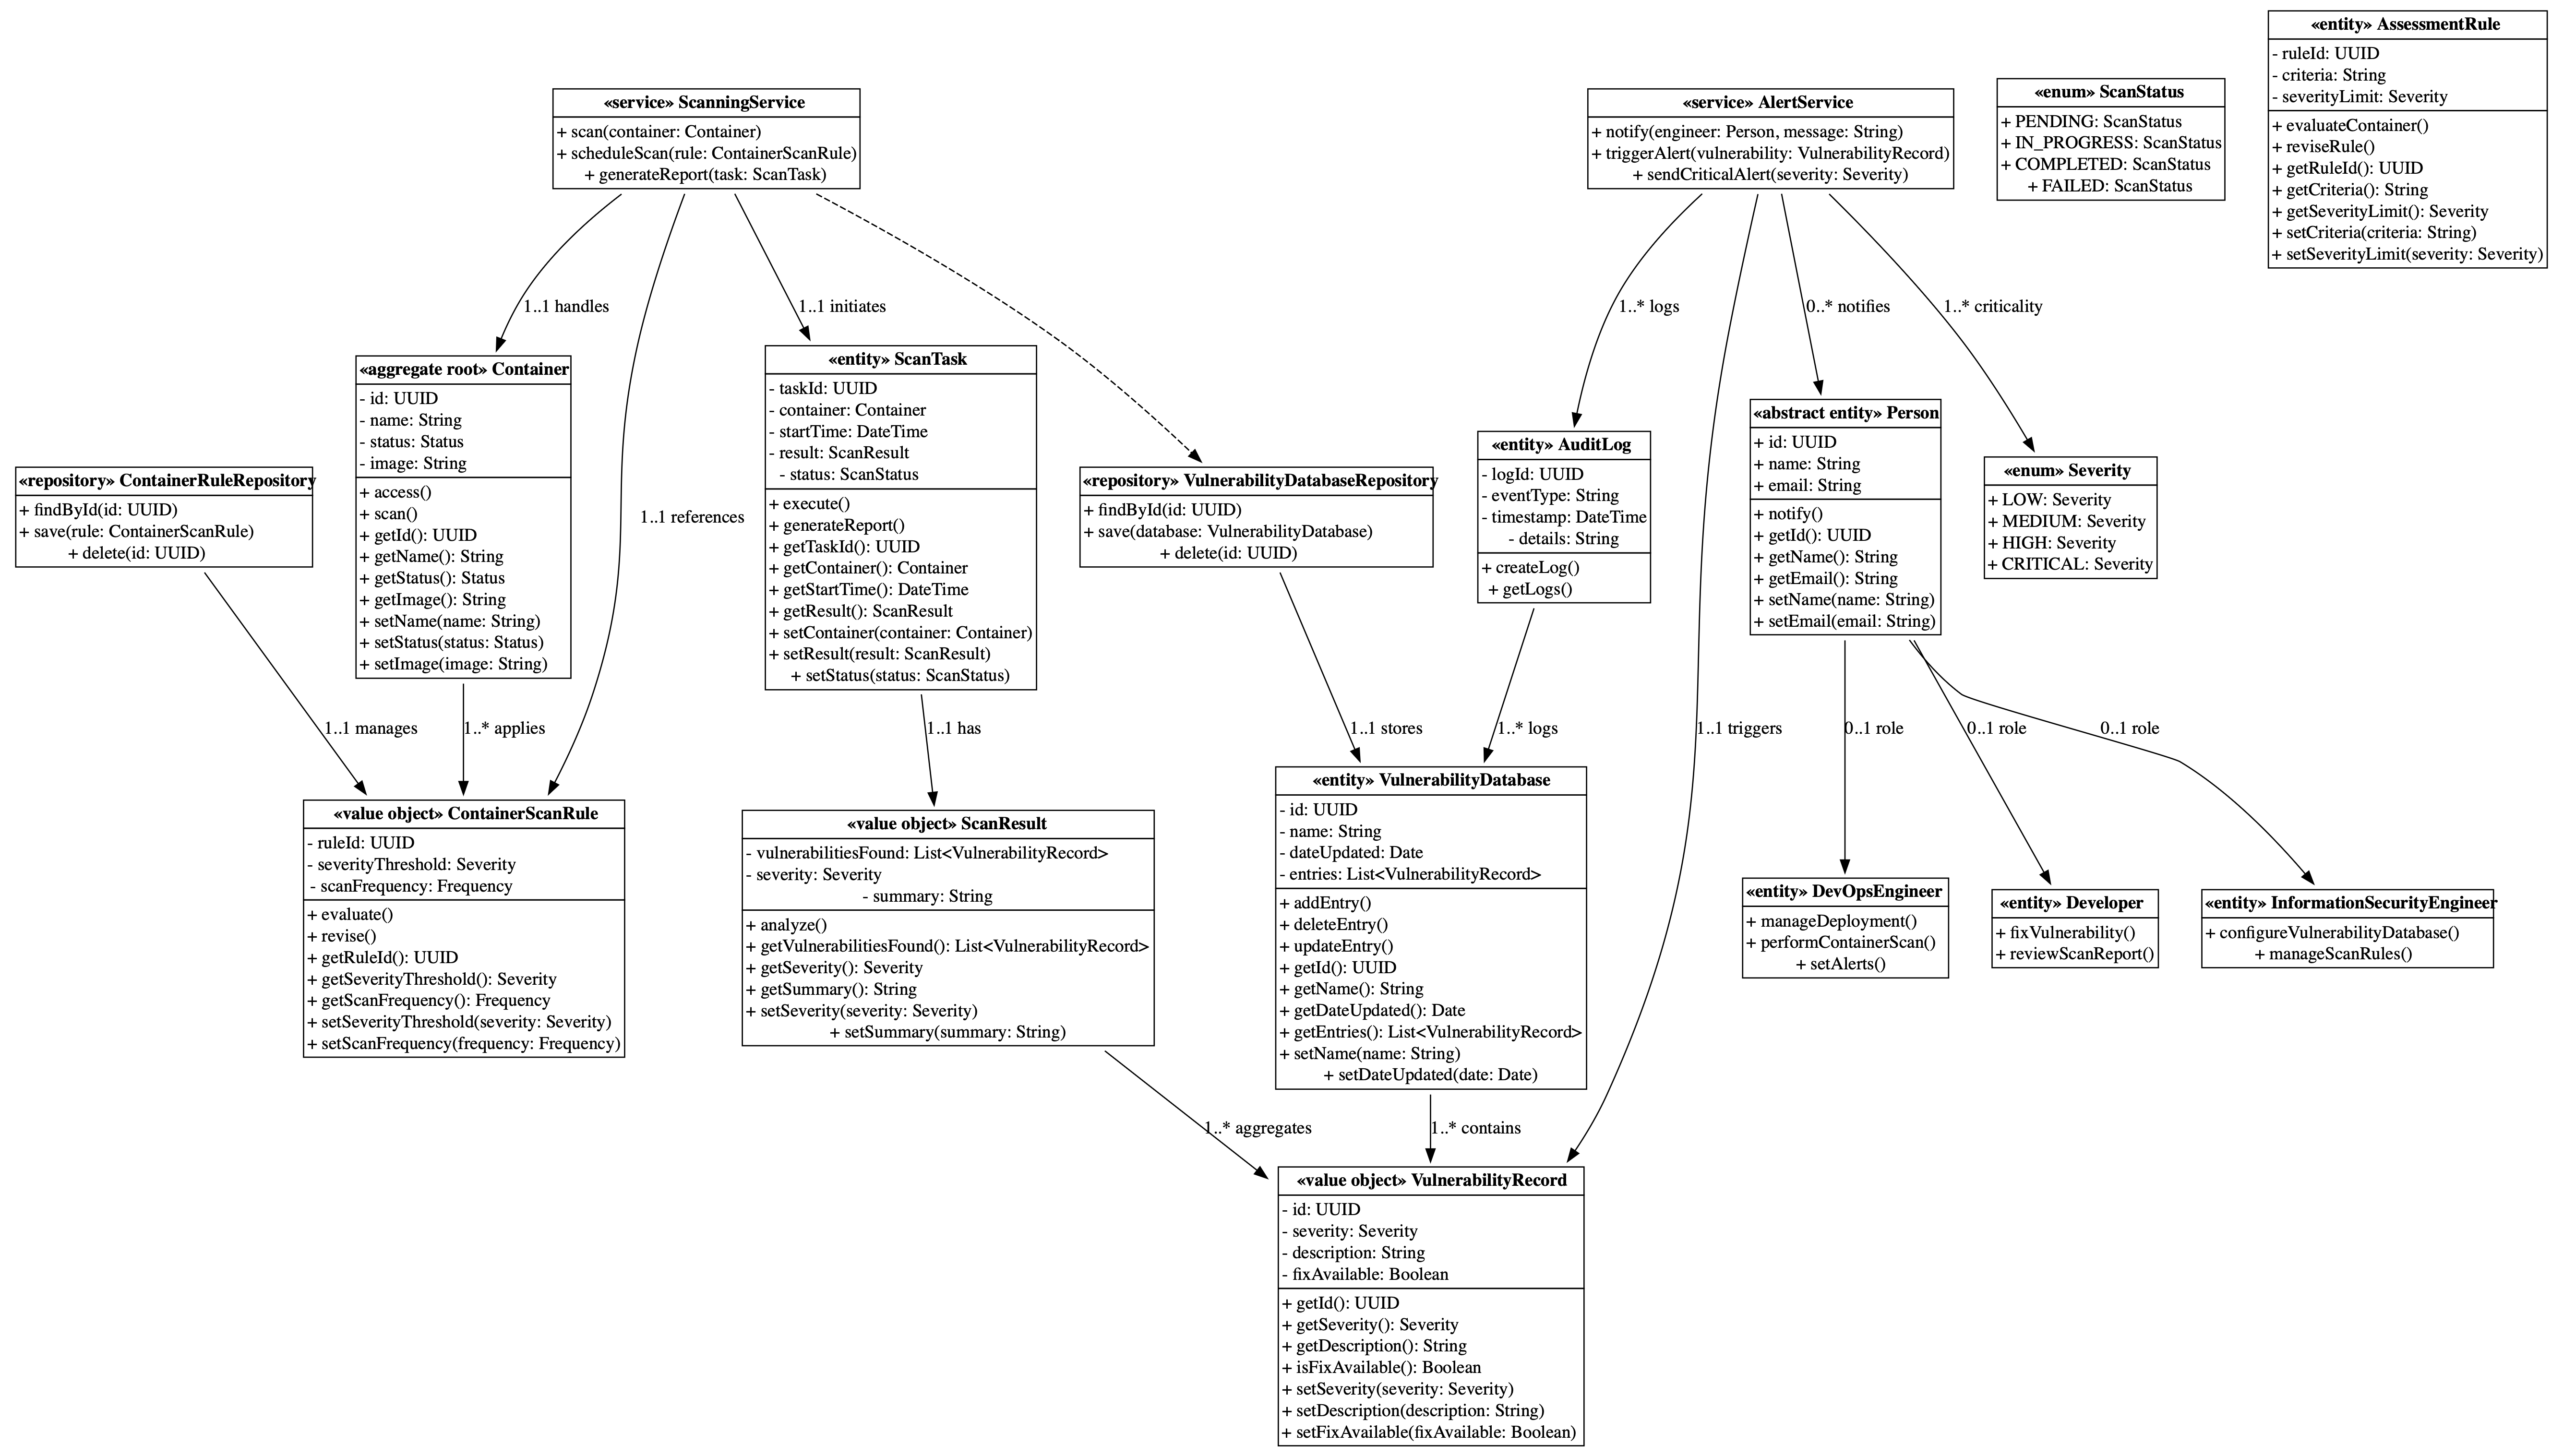 «entity» AssessmentRule
- ruleId: UUID
- criteria: String
- severityLimit: Severity
+ evaluateContainer()
+ reviseRule()
+ getRuleId(): UUID
+ getCriteria(): String
+ getSeverityLimit(): Severity
+ setCriteria(criteria: String)
+ setSeverityLimit(severity: Severity)
«service» ScanningService
+ scan(container: Container)
+ scheduleScan(rule: ContainerScanRule)
+ generateReport(task: ScanTask)
«service» AlertService
+ notify(engineer: Person, message: String)
+ triggerAlert(vulnerability: VulnerabilityRecord)
+ sendCriticalAlert(severity: Severity)
«enum» ScanStatus
+ PENDING: ScanStatus
+ IN_PROGRESS: ScanStatus
+ COMPLETED: ScanStatus
+ FAILED: ScanStatus
1..1 handles
1..1 initiates
1..* logs
0..* notifies
1..* criticality
«repository» ContainerRuleRepository
+ findById(id: UUID)
+ save(rule: ContainerScanRule)
+ delete(id: UUID)
«aggregate root» Container
- id: UUID
- name: String
- status: Status
- image: String
+ access()
+ scan()
+ getId(): UUID
+ getName(): String
+ getStatus(): Status
+ getImage(): String
+ setName(name: String)
+ setStatus(status: Status)
+ setImage(image: String)
1..1 references
«entity» ScanTask
- taskId: UUID
- container: Container
- startTime: DateTime
- result: ScanResult
- status: ScanStatus
+ execute()
+ generateReport()
+ getTaskId(): UUID
+ getContainer(): Container
+ getStartTime(): DateTime
+ getResult(): ScanResult
+ setContainer(container: Container)
+ setResult(result: ScanResult)
+ setStatus(status: ScanStatus)
«repository» VulnerabilityDatabaseRepository
+ findById(id: UUID)
+ save(database: VulnerabilityDatabase)
+ delete(id: UUID)
«entity» AuditLog
- logId: UUID
- eventType: String
- timestamp: DateTime
- details: String
+ createLog()
+ getLogs()
«abstract entity» Person
+ id: UUID
+ name: String
+ email: String
+ notify()
+ getId(): UUID
+ getName(): String
+ getEmail(): String
+ setName(name: String)
+ setEmail(email: String)
«enum» Severity
+ LOW: Severity
+ MEDIUM: Severity
+ HIGH: Severity
+ CRITICAL: Severity
1..1 manages
1..* applies
1..1 has
1..1 stores
1..* logs
1..1 triggers
0..1 role
0..1 role
0..1 role
«value object» ContainerScanRule
- ruleId: UUID
- severityThreshold: Severity
- scanFrequency: Frequency
+ evaluate()
+ revise()
+ getRuleId(): UUID
+ getSeverityThreshold(): Severity
+ getScanFrequency(): Frequency
+ setSeverityThreshold(severity: Severity)
+ setScanFrequency(frequency: Frequency)
«value object» ScanResult
- vulnerabilitiesFound: List<VulnerabilityRecord>
- severity: Severity
- summary: String
+ analyze()
+ getVulnerabilitiesFound(): List<VulnerabilityRecord>
+ getSeverity(): Severity
+ getSummary(): String
+ setSeverity(severity: Severity)
+ setSummary(summary: String)
«entity» VulnerabilityDatabase
- id: UUID
- name: String
- dateUpdated: Date
- entries: List<VulnerabilityRecord>
+ addEntry()
+ deleteEntry()
+ updateEntry()
+ getId(): UUID
+ getName(): String
+ getDateUpdated(): Date
+ getEntries(): List<VulnerabilityRecord>
+ setName(name: String)
+ setDateUpdated(date: Date)
«entity» DevOpsEngineer
+ manageDeployment()
+ performContainerScan()
+ setAlerts()
«entity» Developer
+ fixVulnerability()
+ reviewScanReport()
«entity» InformationSecurityEngineer
+ configureVulnerabilityDatabase()
+ manageScanRules()
1..* aggregates
1..* contains
«value object» VulnerabilityRecord
- id: UUID
- severity: Severity
- description: String
- fixAvailable: Boolean
+ getId(): UUID
+ getSeverity(): Severity
+ getDescription(): String
+ isFixAvailable(): Boolean
+ setSeverity(severity: Severity)
+ setDescription(description: String)
+ setFixAvailable(fixAvailable: Boolean)